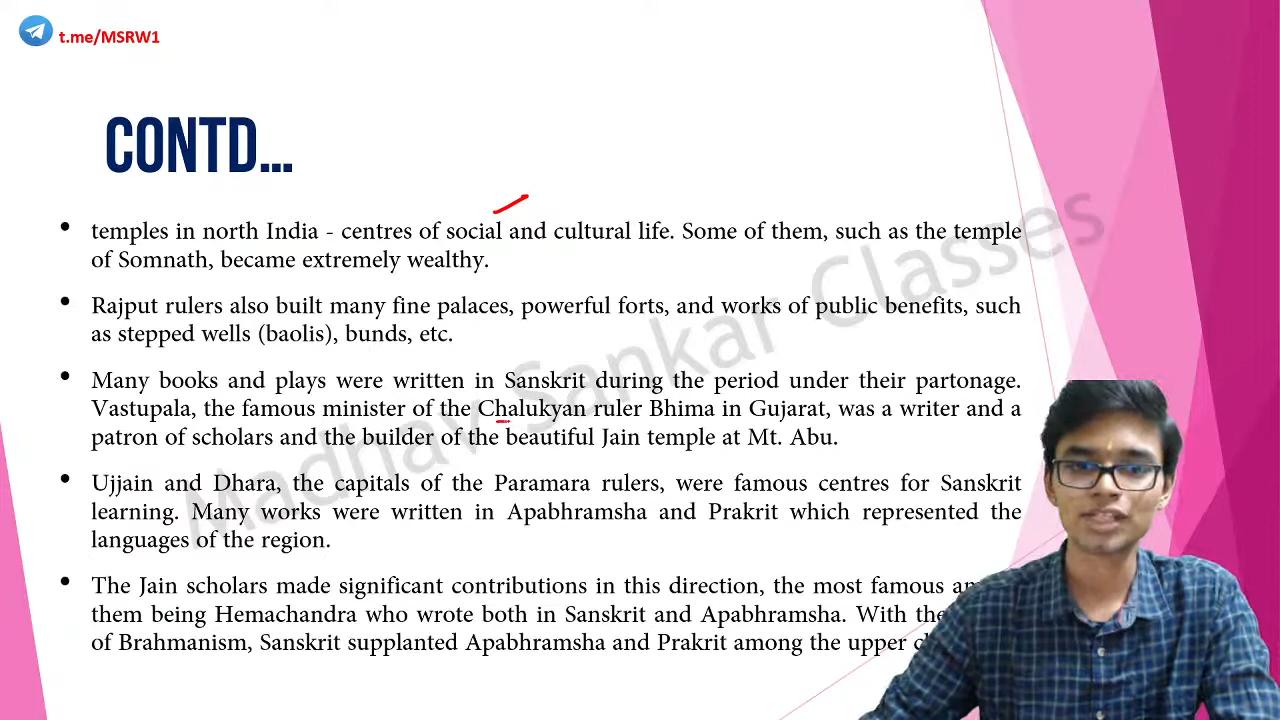 t.me/MSRW1
CONTD...
• temples in north India - centres of social and cultural life. Some of them, such as the temple
of Somnath, became extremely wealthy.
• Rajput rulers also built many fine palaces, powerful forts, and works of public benefits, such
as stepped wells (baolis), bunds, etc.
• Many books and plays were written in Sanskrit during the period under their partonage.
Vastupala, the famous minister of the Chalukyan ruler Bhima in Gujarat, was a writer and a
patron of scholars and the builder of the beautiful Jain temple at Mt. Abu.
• Ujjain and Dhara, the capitals of the Paramara rulers, were famous centres for Sanskrit
learning. Many works were written in Apabhramsha and Prakrit which represented the
languages of the region.
• The Jain scholars made significant contributions in this direction, the most famous
them being Hemachandra who wrote both in Sanskrit and Apabhramsha. With
of Brahmanism, Sanskrit supplanted Apabhramsha and Prakrit among the upper
Madhav Sankar Classes